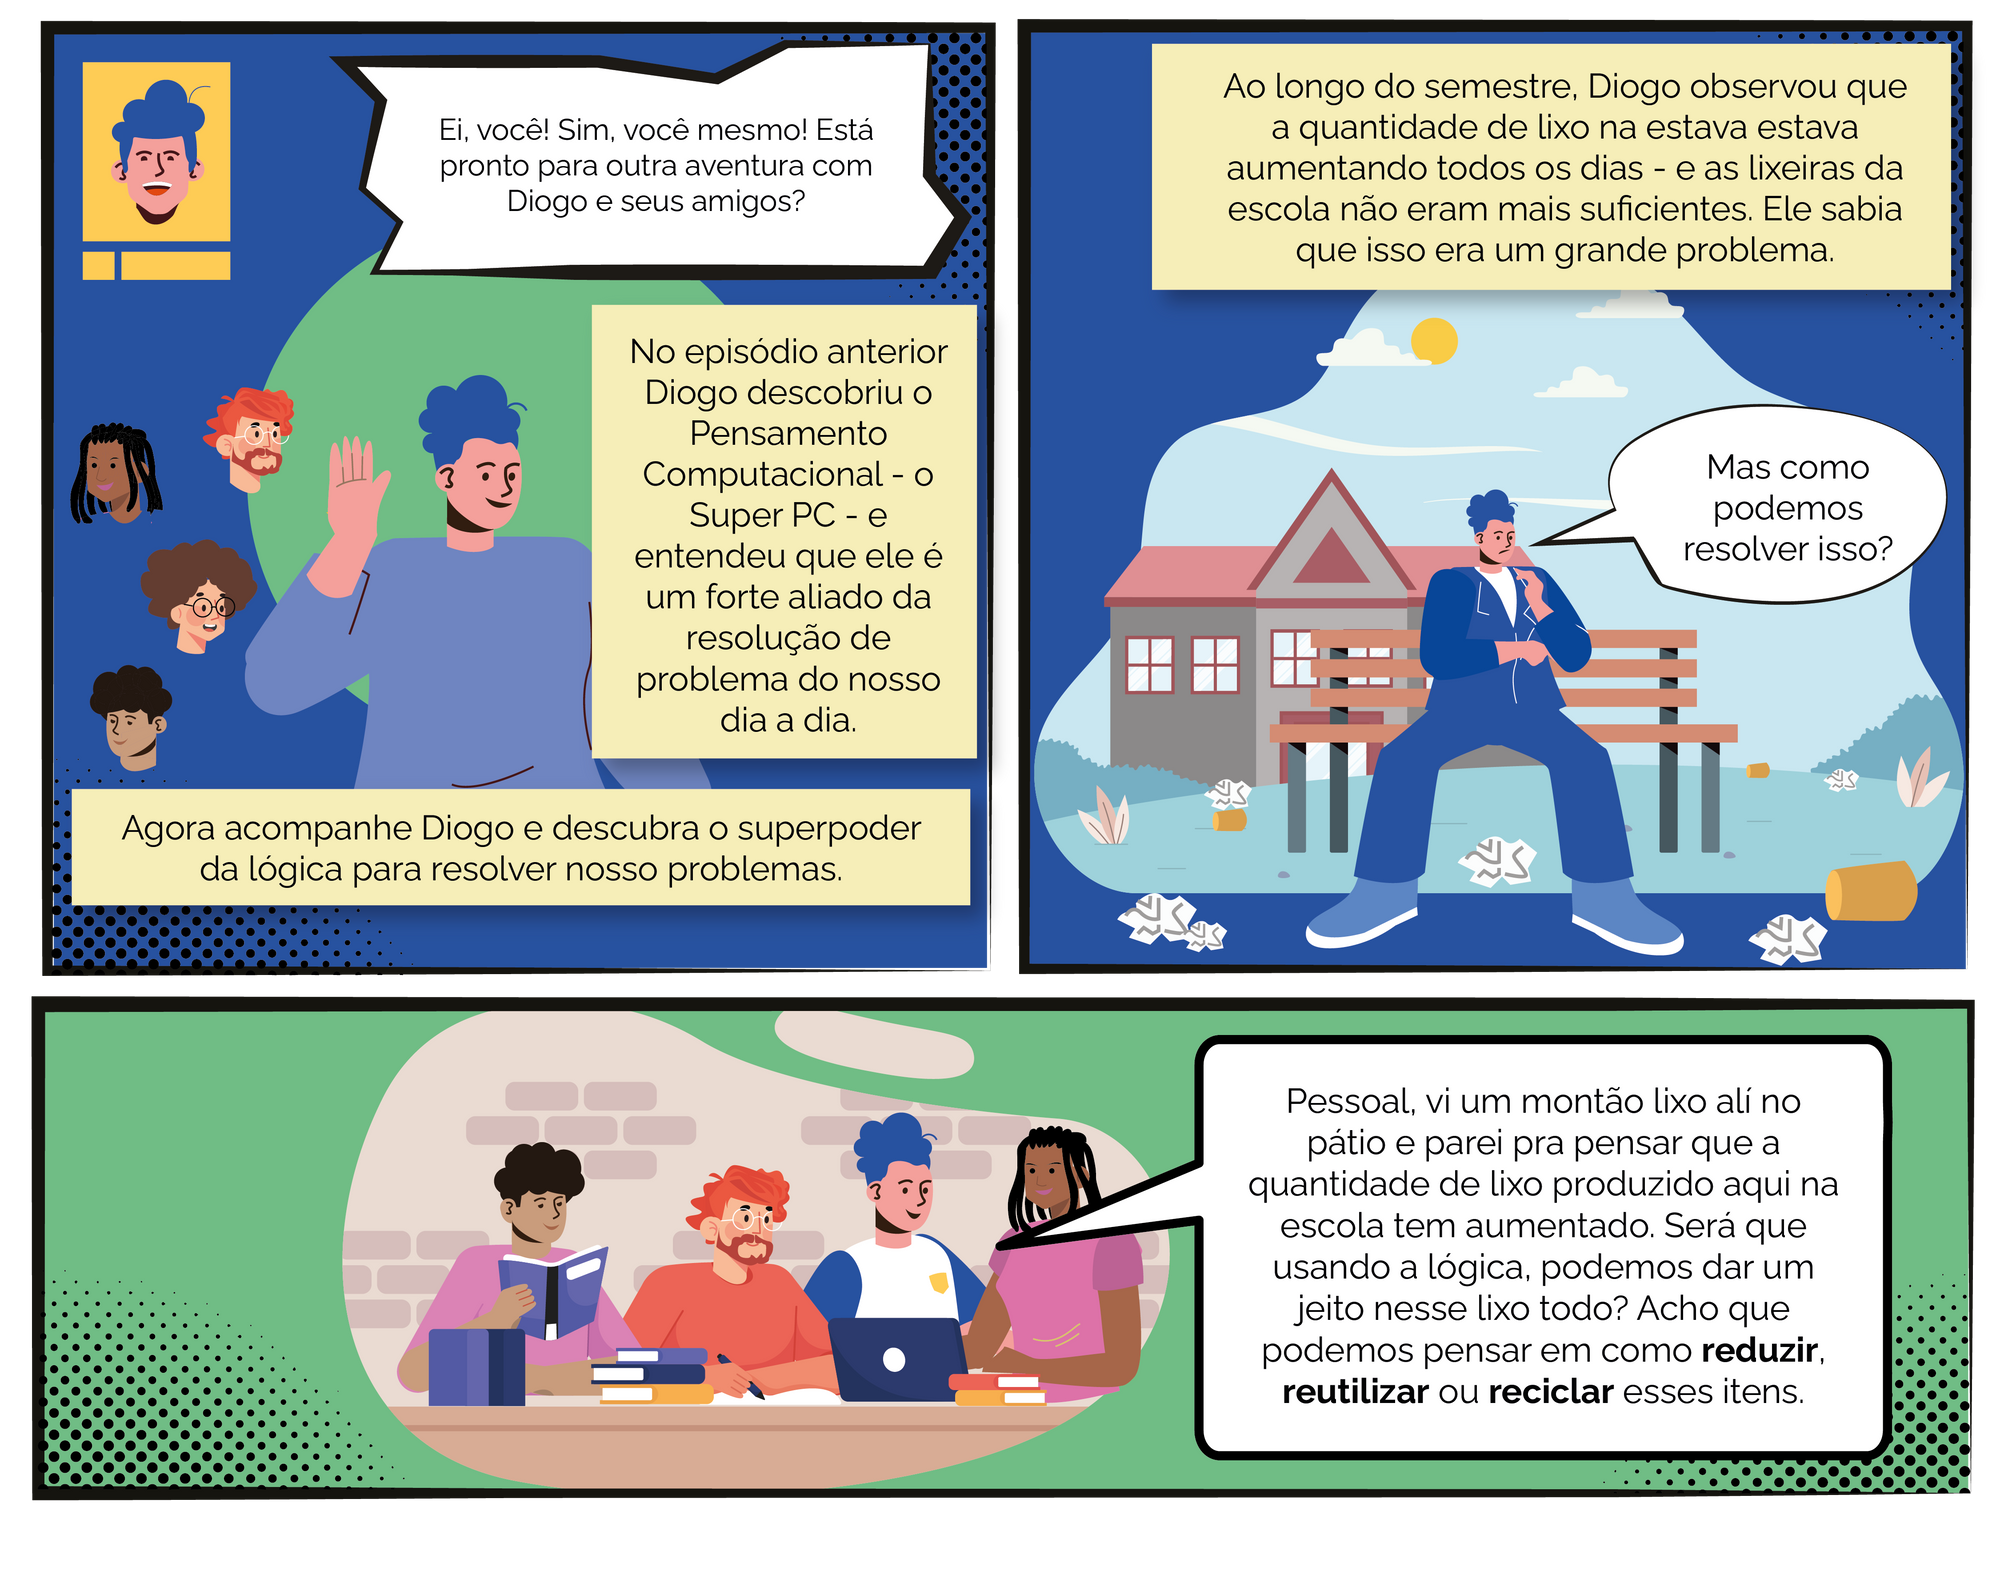 Ei, você! Sim, você mesmo! Está
pronto para outra aventura com
Diogo e seus amigos?
No episódio anterior
Diogo descobriu o
Pensamento
Computacional - o
Super PC - e
entendeu que ele é
um forte aliado da
resolução de
problema do nosso
dia a dia.
Agora acompanhe Diogo e descubra o superpoder
da lógica para resolver nosso problemas.
Ao longo do semestre, Diogo observou que
a quantidade de lixo na estava estava
aumentando todos os dias - e as lixeiras da
escola não eram mais suficientes. Ele sabia
que isso era um grande problema.
Mas como
podemos
resolver isso?
Pessoal, vi um montão lixo alí no
pátio e parei pra pensar que a
quantidade de lixo produzido aqui na
escola tem aumentado. Será que
usando a lógica, podemos dar um
jeito nesse lixo todo? Acho que
podemos pensar em como reduzir,
reutilizar ou reciclar esses itens.